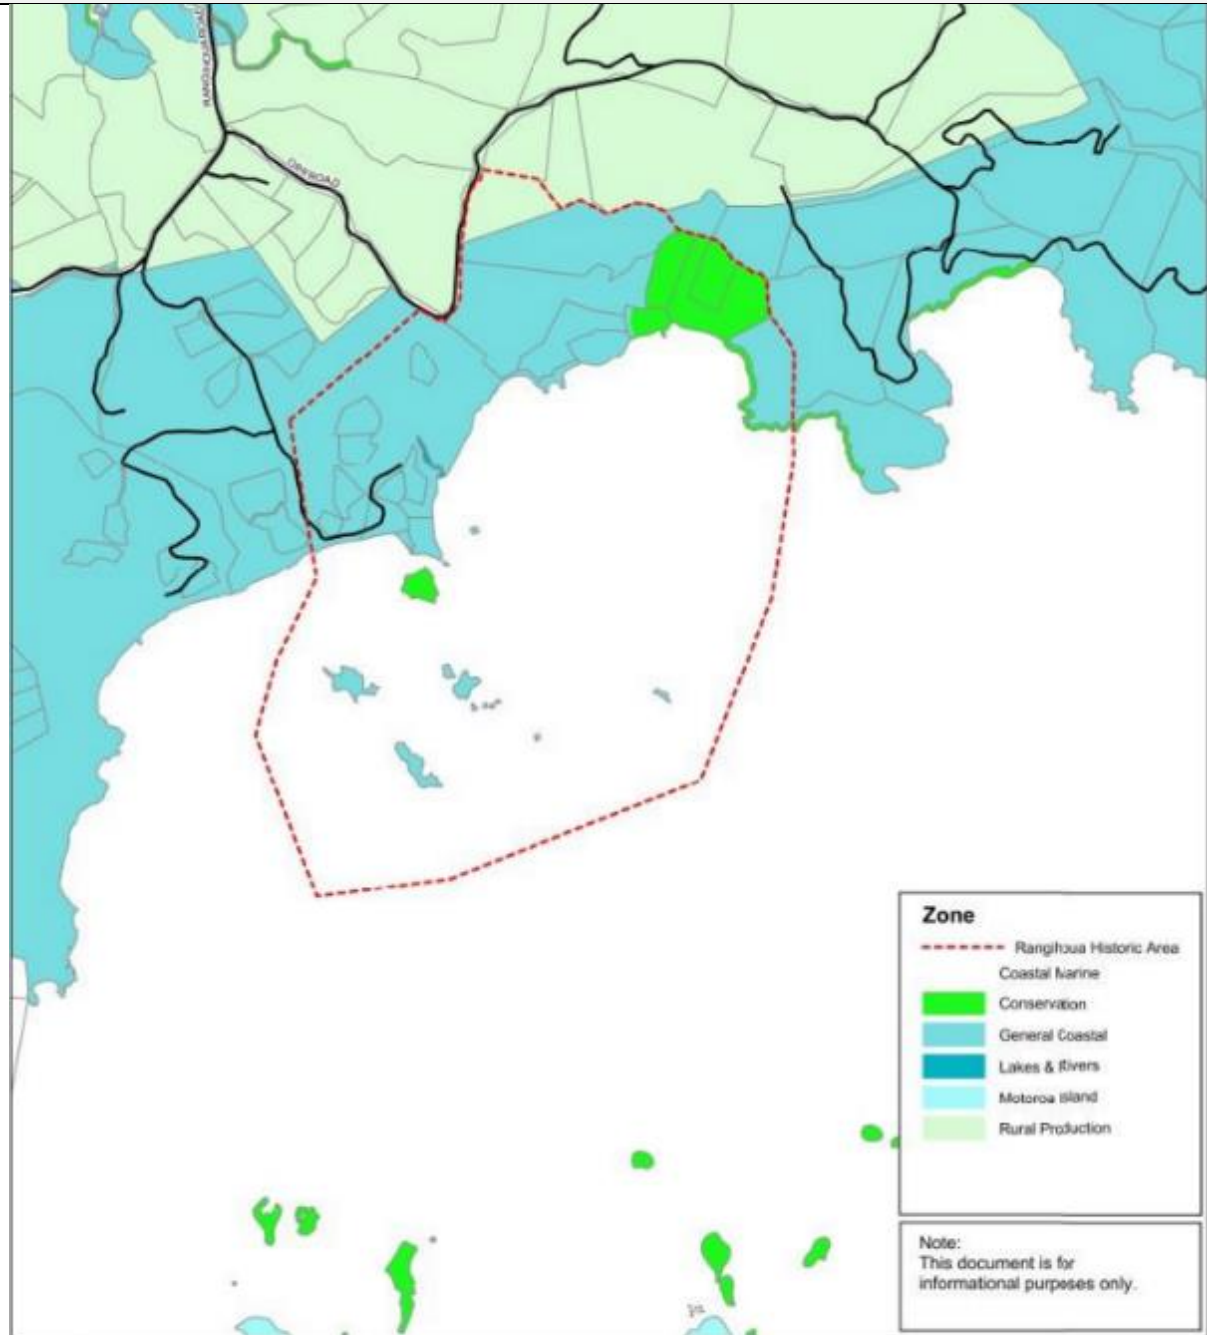 OPEROAD
Zone
Rangihoua Historic Area
Coastal Marine
Conservation
General Coastal
Lakes & Rivers
Motoroa Island
Rural Production
Note:
This document is for
informational purposes only.